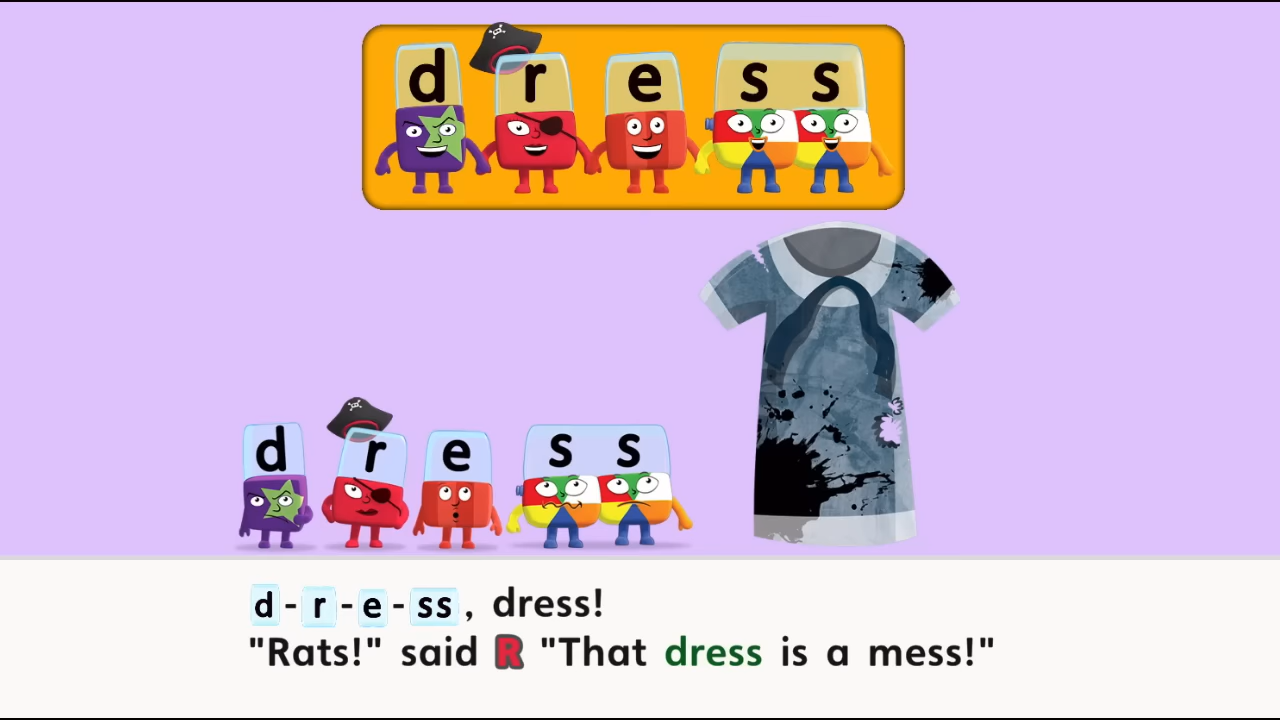 d r e s s
d r e s s
d-r-e-ss, dress!
"Rats!" said R "That dress is a mess!"